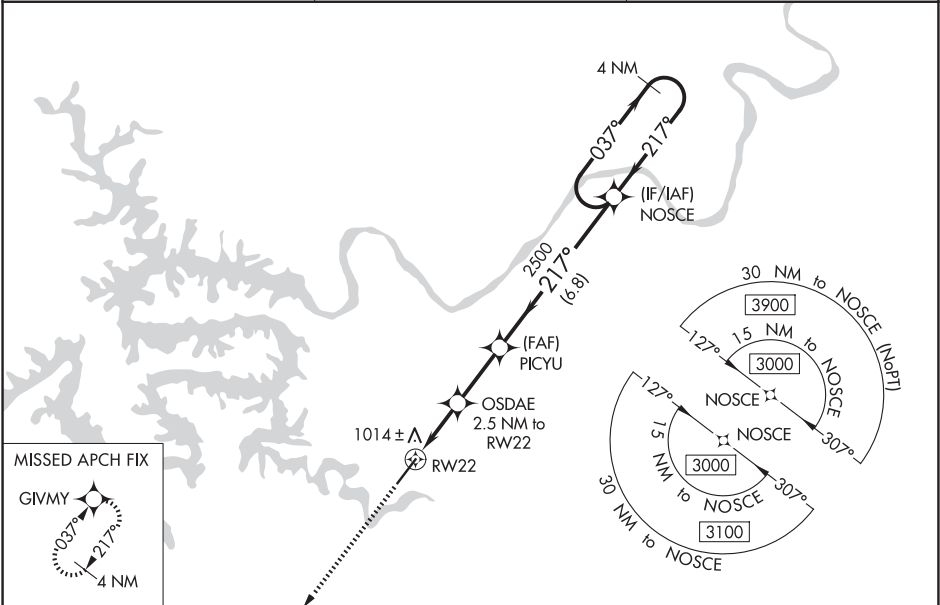 4 NM
037°
217°
(IF/IAF)
NOSCE
2500
217°
(6.8)
(FAF)
PICYU
OSDAE
2.5 NM to
RW22
1014 ±
RW22
30 NM to NOSCE (NoPT)
3900
15 NM to NOSCE
3000
127°
NOSCE
307°
127°
NOSCE
15 NM to NOSCE
3000
307°
3100
30 NM to NOSCE
MISSED APCH FIX
GIVMY
037°
217°
4 NM